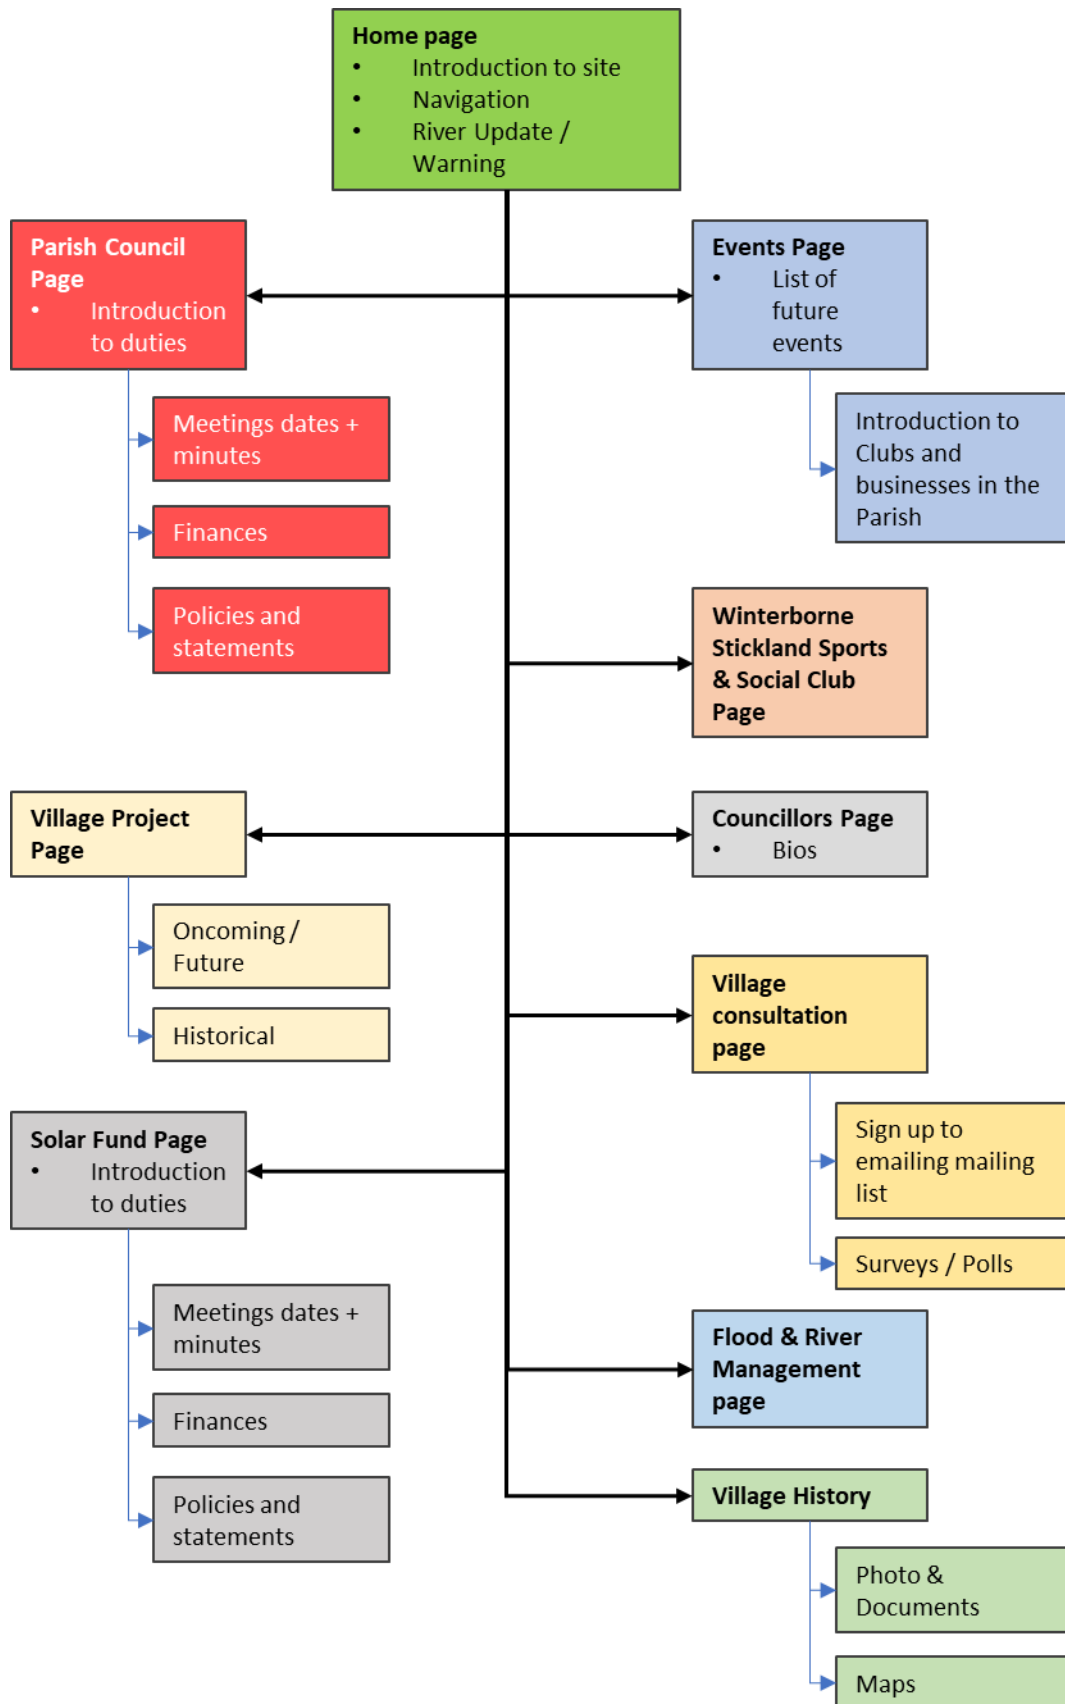 Home page
• Introduction to site
• Navigation
• River Update /
Warning
Parish Council
Page
• Introduction
to duties
Meetings dates +
minutes
Finances
Policies and
statements
Events Page
• List of
future
events
Introduction to
Clubs and
businesses in the
Parish
Winterborne
Stickland Sports
& Social Club
Page
Village Project
Page
Oncoming /
Future
Historical
Councillors Page
• Bios
Village
consultation
page
Sign up to
emailing mailing
list
Surveys / Polls
Solar Fund Page
• Introduction
to duties
Meetings dates +
minutes
Finances
Policies and
statements
Flood & River
Management
page
Village History
Photo &
Documents
Maps